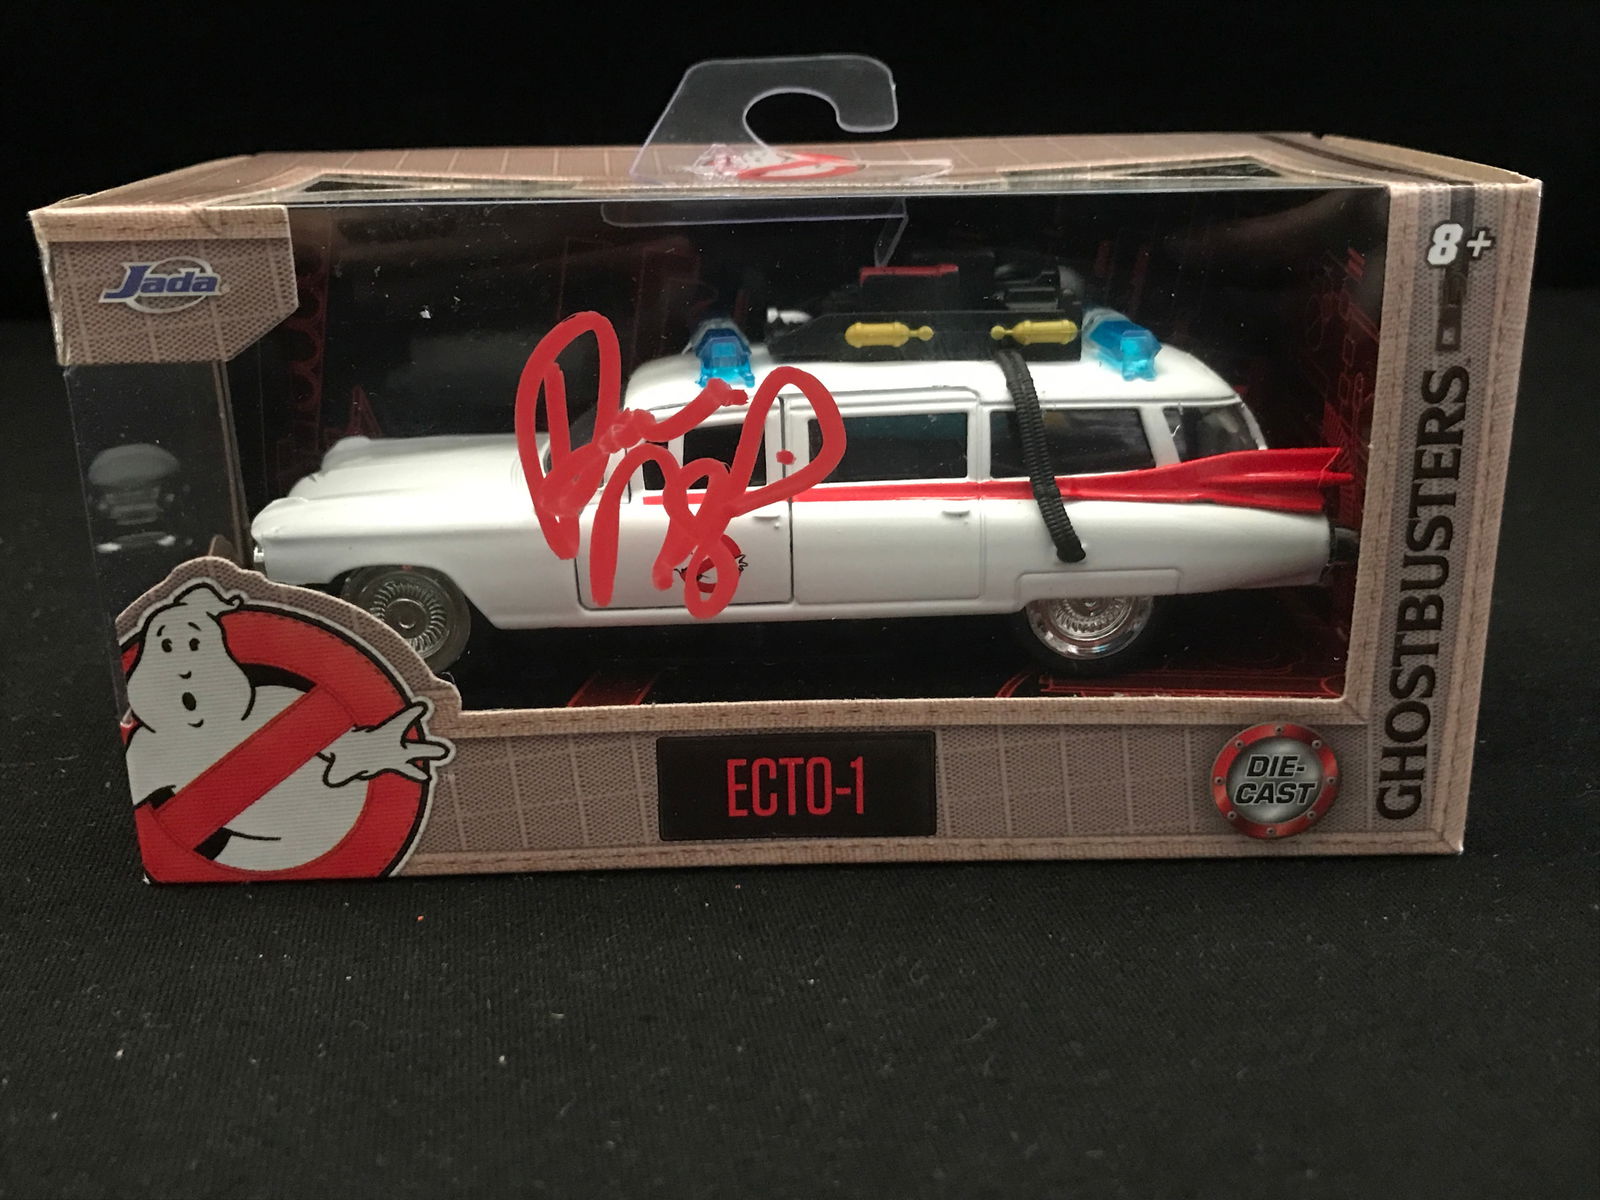 Jada
8+
GHOSTBUSTERS
ECTO-1
DIE-
CAST